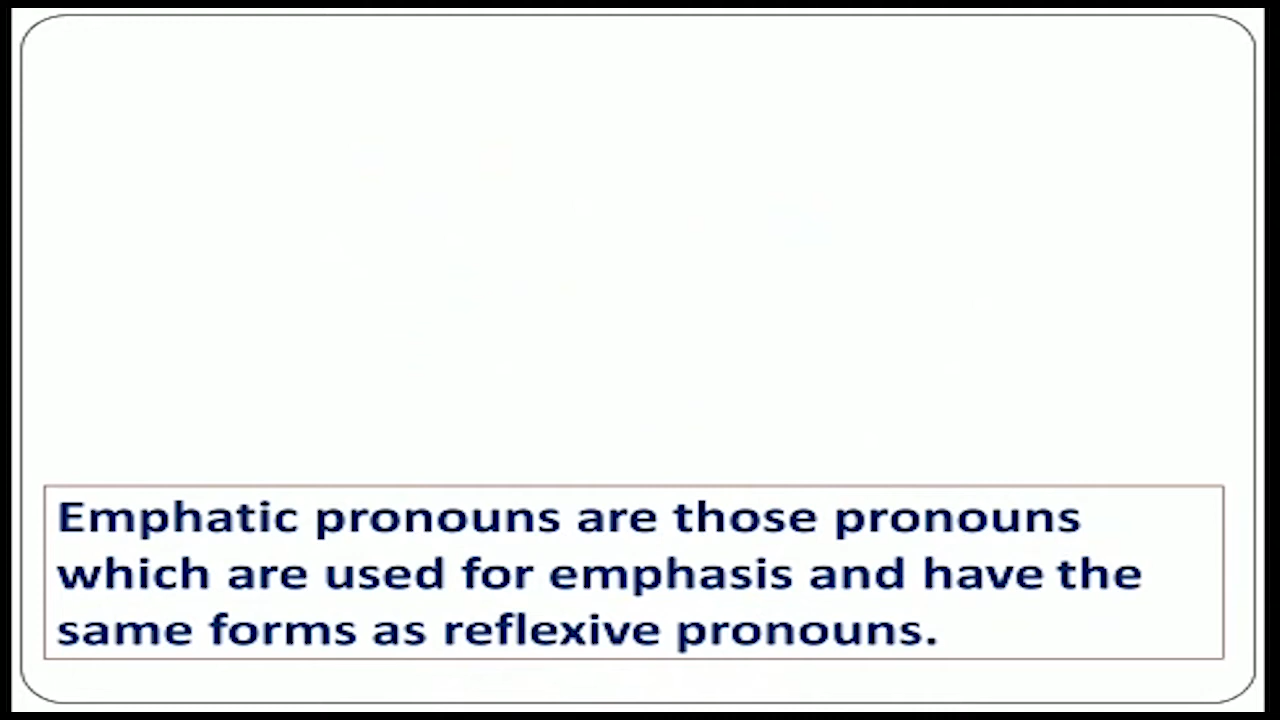 Emphatic pronouns are those pronouns
which are used for emphasis and have the
same forms as reflexive pronouns.